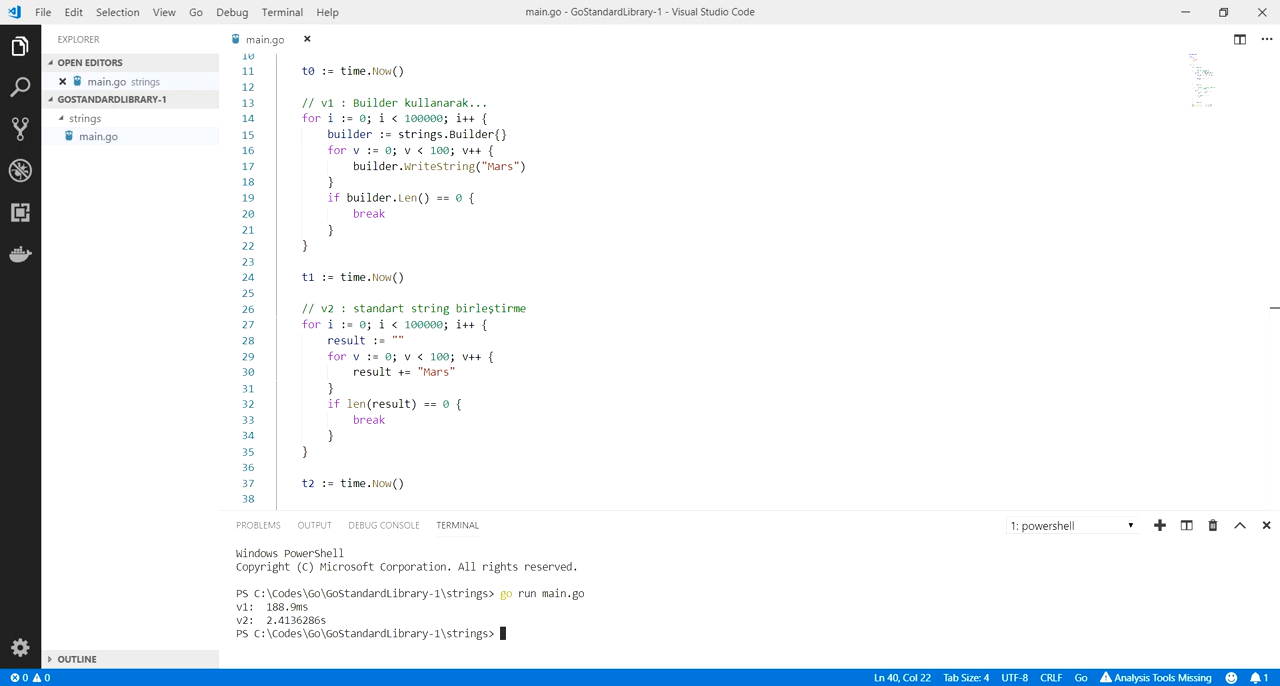 File Edit Selection View Go Debug Terminal Help
main.go - GoStandardLibrary-1 - Visual Studio Code
EXPLORER
OPEN EDITORS
main.go strings
GOSTANDARDLIBRARY-1
strings
main.go
OUTLINE
main.go
10
11 t0 := time.Now()
12
13 // v1 : Builder kullanarak...
14 for i := 0; i < 100000; i++ {
15 builder := strings.Builder{}
16 for v := 0; v < 100; v++ {
17 builder.WriteString("Mars")
18 }
19 if builder.Len() == 0 {
20 break
21 }
22 }
23
24 t1 := time.Now()
25
26 // v2 : standart string birleştirme
27 for i := 0; i < 100000; i++ {
28 result := ""
29 for v := 0; v < 100; v++ {
30 result += "Mars"
31 }
32 if len(result) == 0 {
33 break
34 }
35 }
36
37 t2 := time.Now()
38
PROBLEMS OUTPUT DEBUG CONSOLE TERMINAL
1: powershell
Windows PowerShell
Copyright (C) Microsoft Corporation. All rights reserved.
PS C:\Codes\Go\GoStandardLibrary-1\strings> go run main.go
v1: 188.9ms
v2: 2.4136286s
PS C:\Codes\Go\GoStandardLibrary-1\strings>
0 0
Ln 40, Col 22 Tab Size: 4 UTF-8 CRLF Go Analysis Tools Missing 1